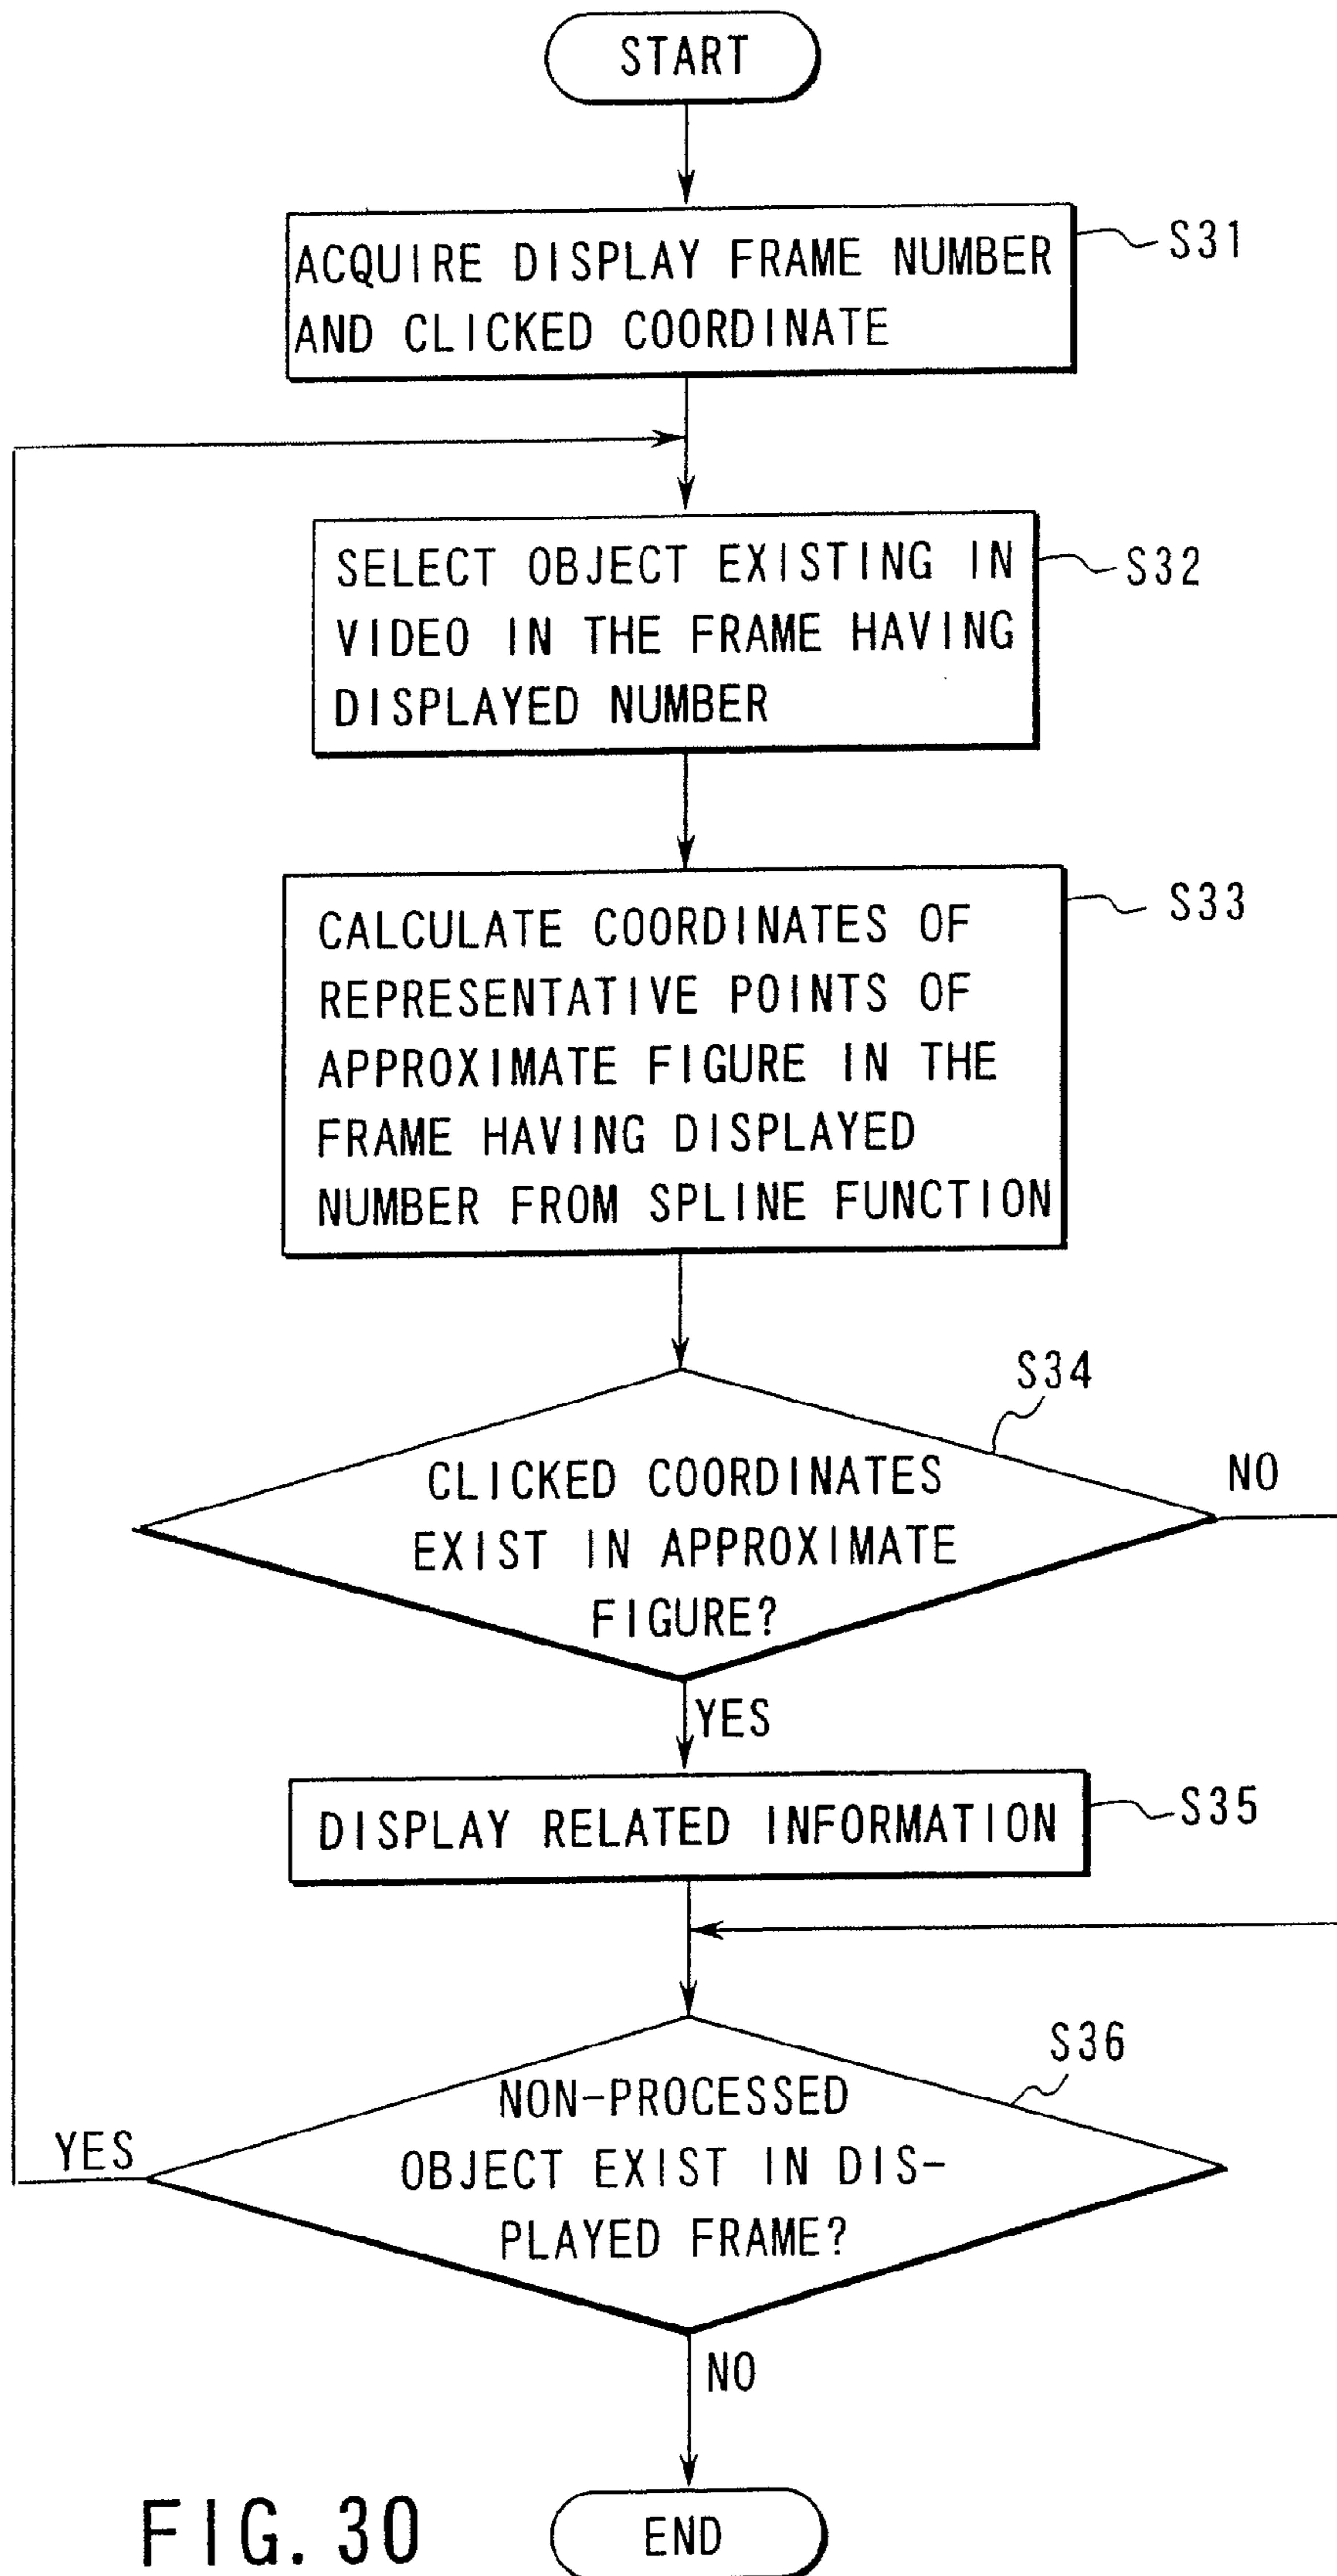 START
ACQUIRE DISPLAY FRAME NUMBER
AND CLICKED COORDINATE
S31
SELECT OBJECT EXISTING IN
VIDEO IN THE FRAME HAVING
DISPLAYED NUMBER
S32
CALCULATE COORDINATES OF
REPRESENTATIVE POINTS OF
APPROXIMATE FIGURE IN THE
FRAME HAVING DISPLAYED
NUMBER FROM SPLINE FUNCTION
S33
S34
CLICKED COORDINATES
EXIST IN APPROXIMATE
FIGURE?
NO
YES
DISPLAY RELATED INFORMATION
S35
S36
NON-PROCESSED
OBJECT EXIST IN DIS-
PLAYED FRAME?
YES
NO
END
FIG. 30